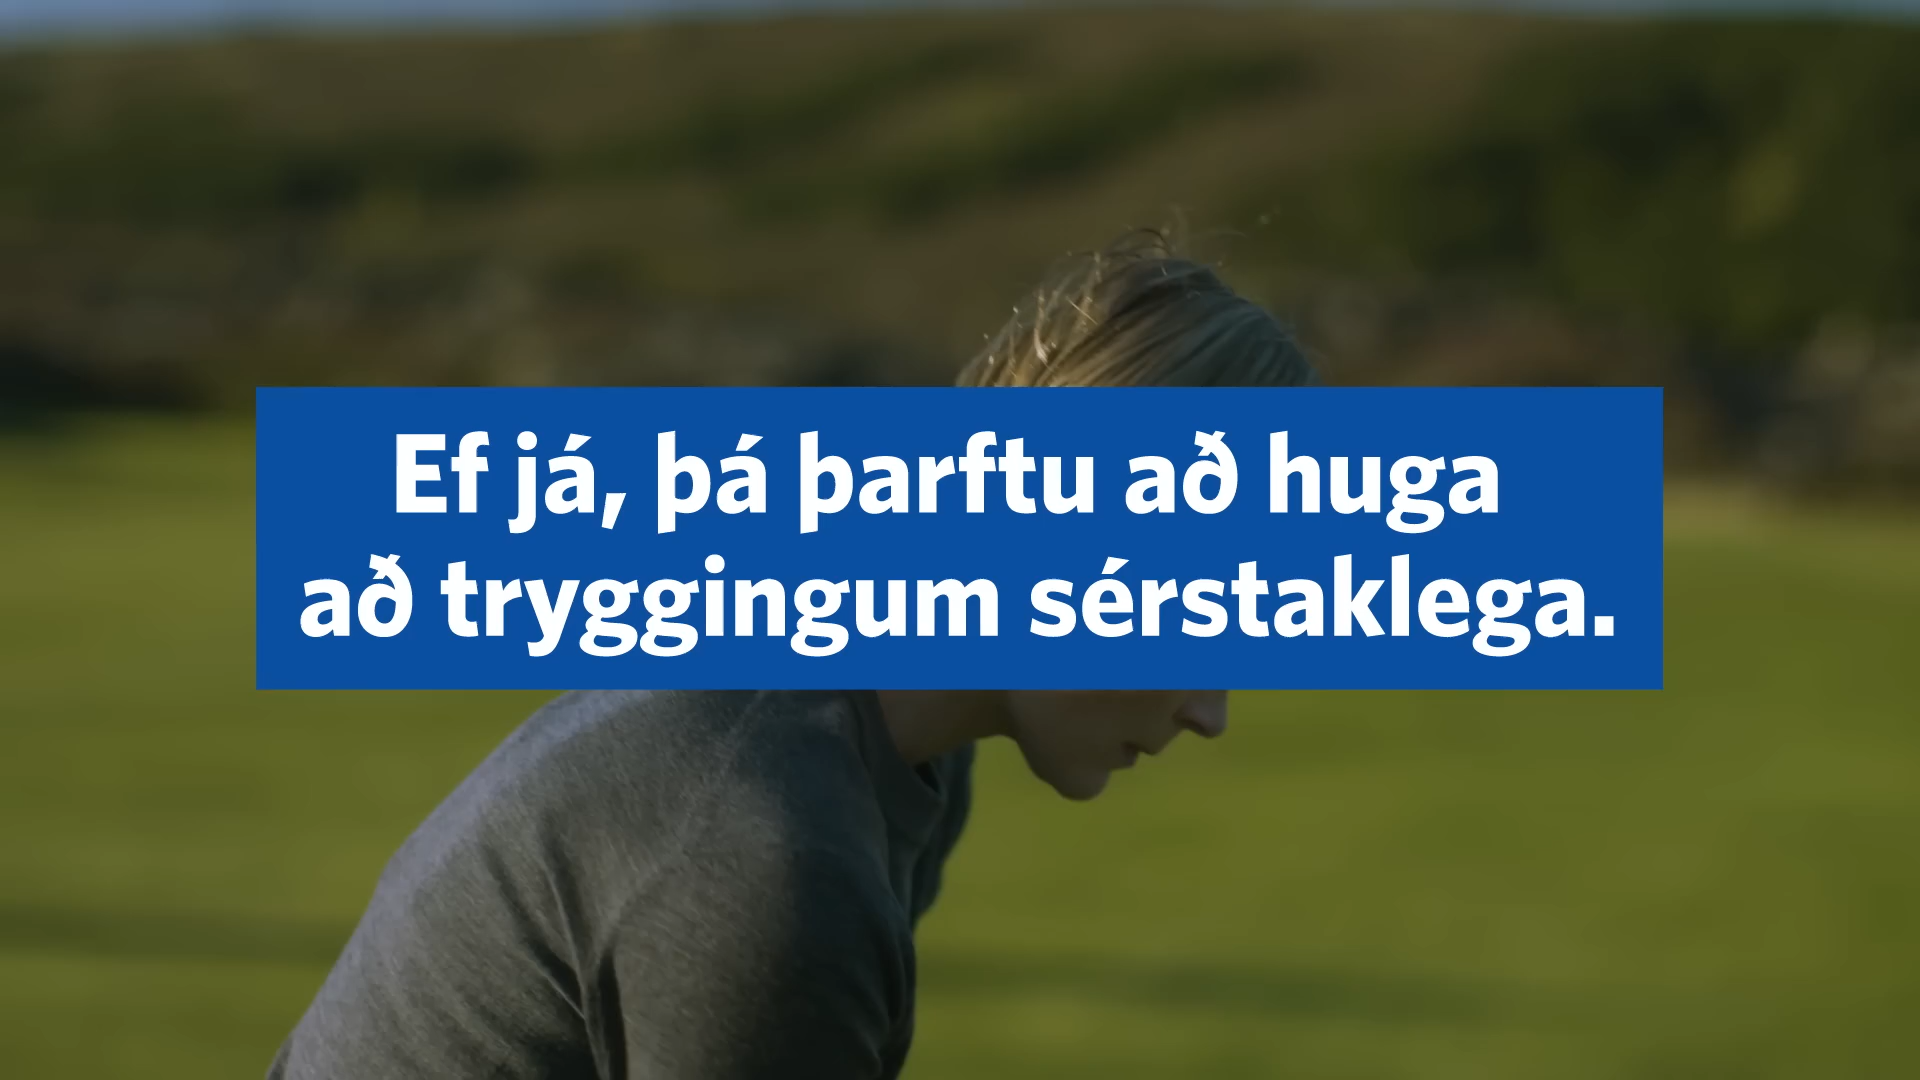 Ef já, þá þarftu að huga
að tryggingum sérstaklega.